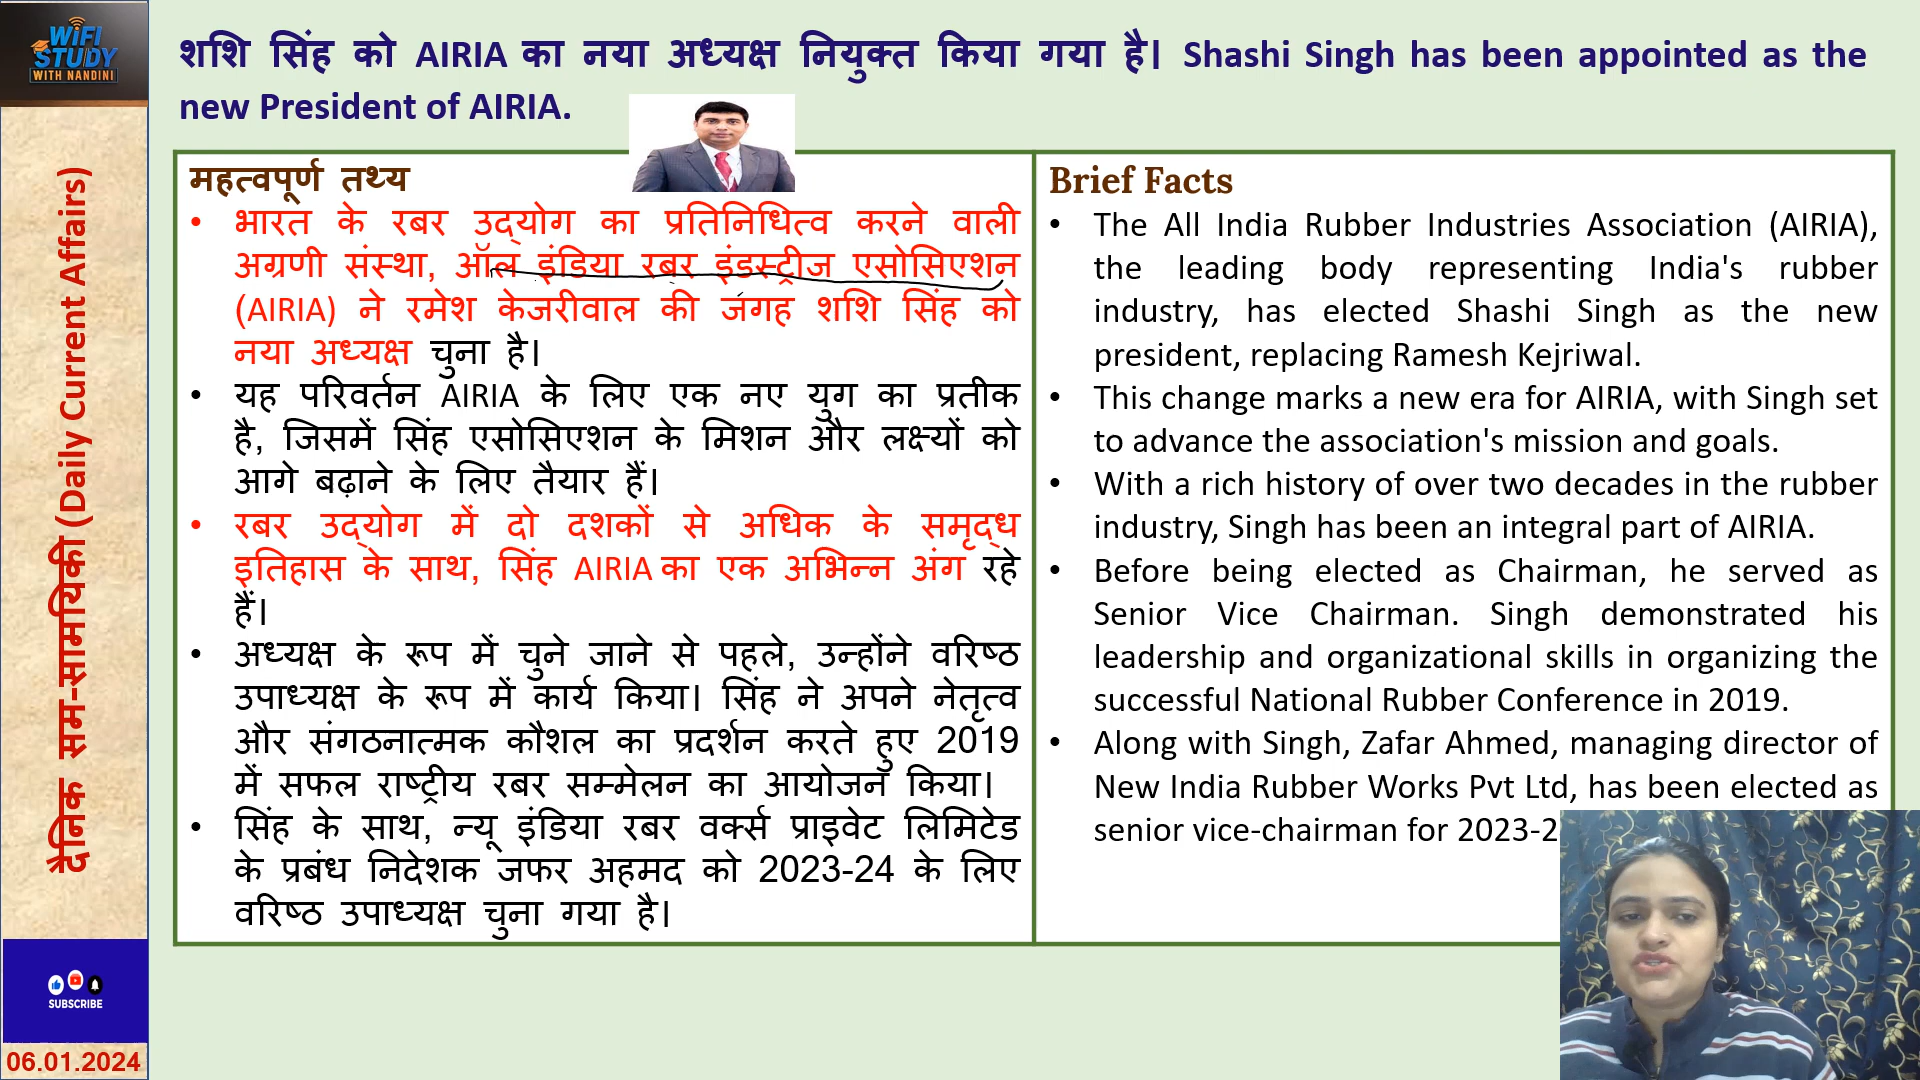 WiFi
STUDY
WITH NANDINI
शशि सिंह को AIRIA का नया अध्यक्ष नियुक्त किया गया है। Shashi Singh has been appointed as the
new President of AIRIA.
दैनिक सम-सामयिकी (Daily Current Affairs)
महत्वपूर्ण तथ्य
• भारत के रबर उद्योग का प्रतिनिधित्व करने वाली
अग्रणी संस्था, ऑल इंडिया रबर इंडस्ट्रीज एसोसिएशन
(AIRIA) ने रमेश केजरीवाल की जगह शशि सिंह को
नया अध्यक्ष चुना है।
• यह परिवर्तन AIRIA के लिए एक नए युग का प्रतीक
है, जिसमें सिंह एसोसिएशन के मिशन और लक्ष्यों को
आगे बढ़ाने के लिए तैयार हैं।
• रबर उद्योग में दो दशकों से अधिक के समृद्ध
इतिहास के साथ, सिंह AIRIA का एक अभिन्न अंग रहे
हैं।
• अध्यक्ष के रूप में चुने जाने से पहले, उन्होंने वरिष्ठ
उपाध्यक्ष के रूप में कार्य किया। सिंह ने अपने नेतृत्व
और संगठनात्मक कौशल का प्रदर्शन करते हुए 2019
में सफल राष्ट्रीय रबर सम्मेलन का आयोजन किया।
• सिंह के साथ, न्यू इंडिया रबर वर्क्स प्राइवेट लिमिटेड
के प्रबंध निदेशक जफर अहमद को 2023-24 के लिए
वरिष्ठ उपाध्यक्ष चुना गया है।
Brief Facts
• The All India Rubber Industries Association (AIRIA),
the leading body representing India's rubber
industry, has elected Shashi Singh as the new
president, replacing Ramesh Kejriwal.
• This change marks a new era for AIRIA, with Singh set
to advance the association's mission and goals.
• With a rich history of over two decades in the rubber
industry, Singh has been an integral part of AIRIA.
• Before being elected as Chairman, he served as
Senior Vice Chairman. Singh demonstrated his
leadership and organizational skills in organizing the
successful National Rubber Conference in 2019.
• Along with Singh, Zafar Ahmed, managing director of
New India Rubber Works Pvt Ltd, has been elected as
senior vice-chairman for 2023-2
SUBSCRIBE
06.01.2024